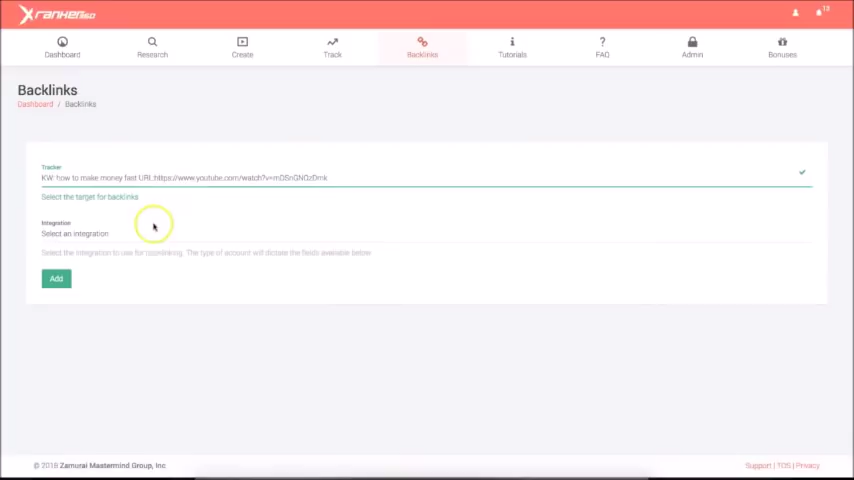 Xranker360
13
Dashboard
Research
Create
Track
Backlinks
Tutorials
FAQ
Admin
Bonuses
Backlinks
Dashboard / Backlinks
Tracker
KW: how to make money fast URL:https://www.youtube.com/watch?v=
Select the target for backlinks
Integration
Select an integration
Select the integration to use for backlinking. The type of account will dictate the fields available below
Add
© 2018 Zamurai Mastermind Group, Inc
Support | TOS | Privacy